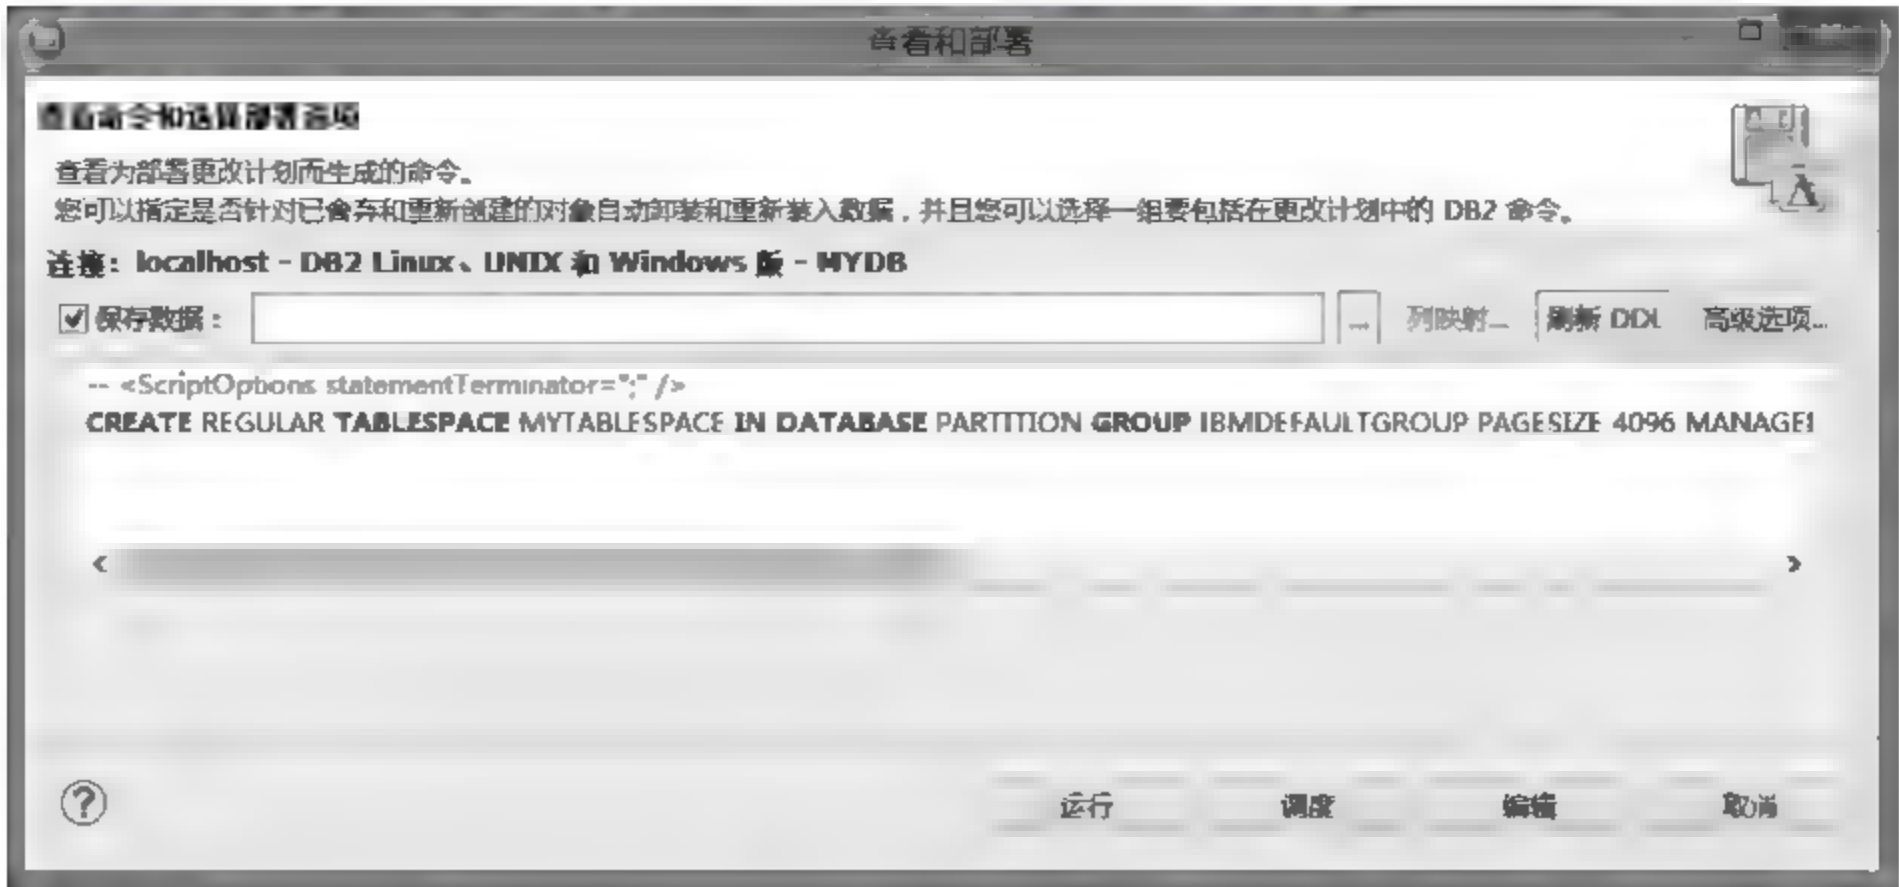 查看和部署
查看命令和选择部署选项
查看为部署更改计划而生成的命令。
您可以指定是否针对已舍弃和重新创建的对象自动卸装和重新装入数据，并且您可以选择一组要包括在更改计划中的 DB2 命令。
连接：localhost - DB2 Linux、UNIX 和 Windows 版 - MYDB
保存数据： ... 列映射... 刷新 DDL 高级选项...
-- <ScriptOptions statementTerminator=";" />
CREATE REGULAR TABLESPACE MYTABLESPACE IN DATABASE PARTITION GROUP IBMDEFAULTGROUP PAGESIZE 4096 MANAGE
运行 调度 编辑 取消